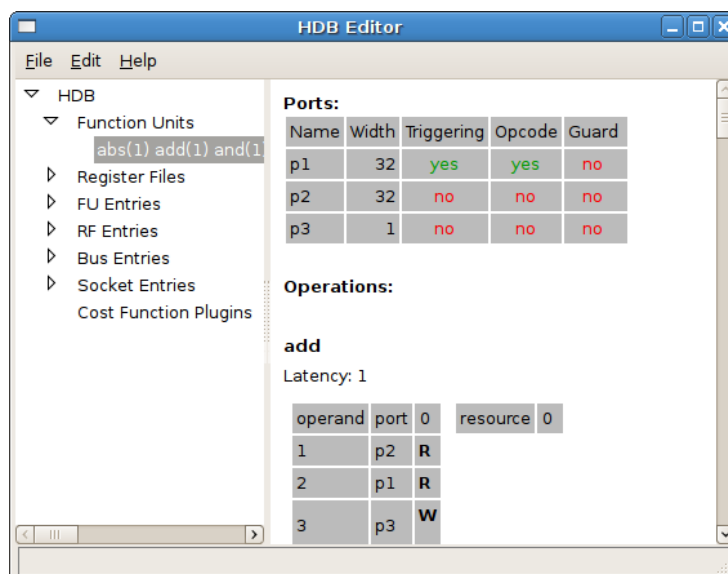 HDB Editor
File Edit Help
HDB
Function Units
abs(1) add(1) and(1)
Register Files
FU Entries
RF Entries
Bus Entries
Socket Entries
Cost Function Plugins
Ports:
Name Width Triggering Opcode Guard
p1 32 yes yes no
p2 32 no no no
p3 1 no no no
Operations:
add
Latency: 1
operand port 0 resource 0
1 p2 R
2 p1 R
3 p3 W